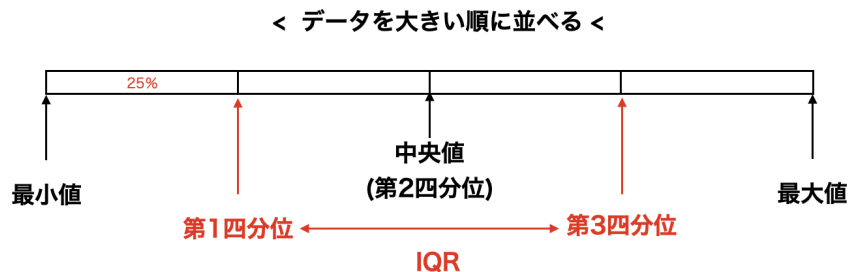 < データを大きい順に並べる <
25%
中央値
(第2四分位)
最小値
最大値
第1四分位
第3四分位
IQR